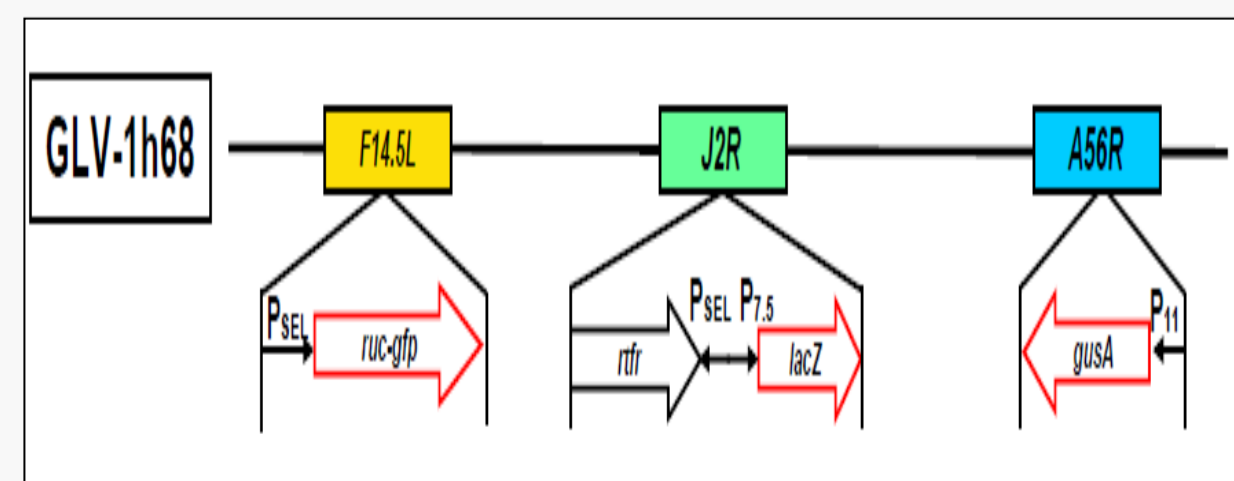 GLV-1h68
F14.5L
J2R
A56R
PSEL
ruc-gfp
rtfr
PSEL P7.5
lacZ
gusA
P11